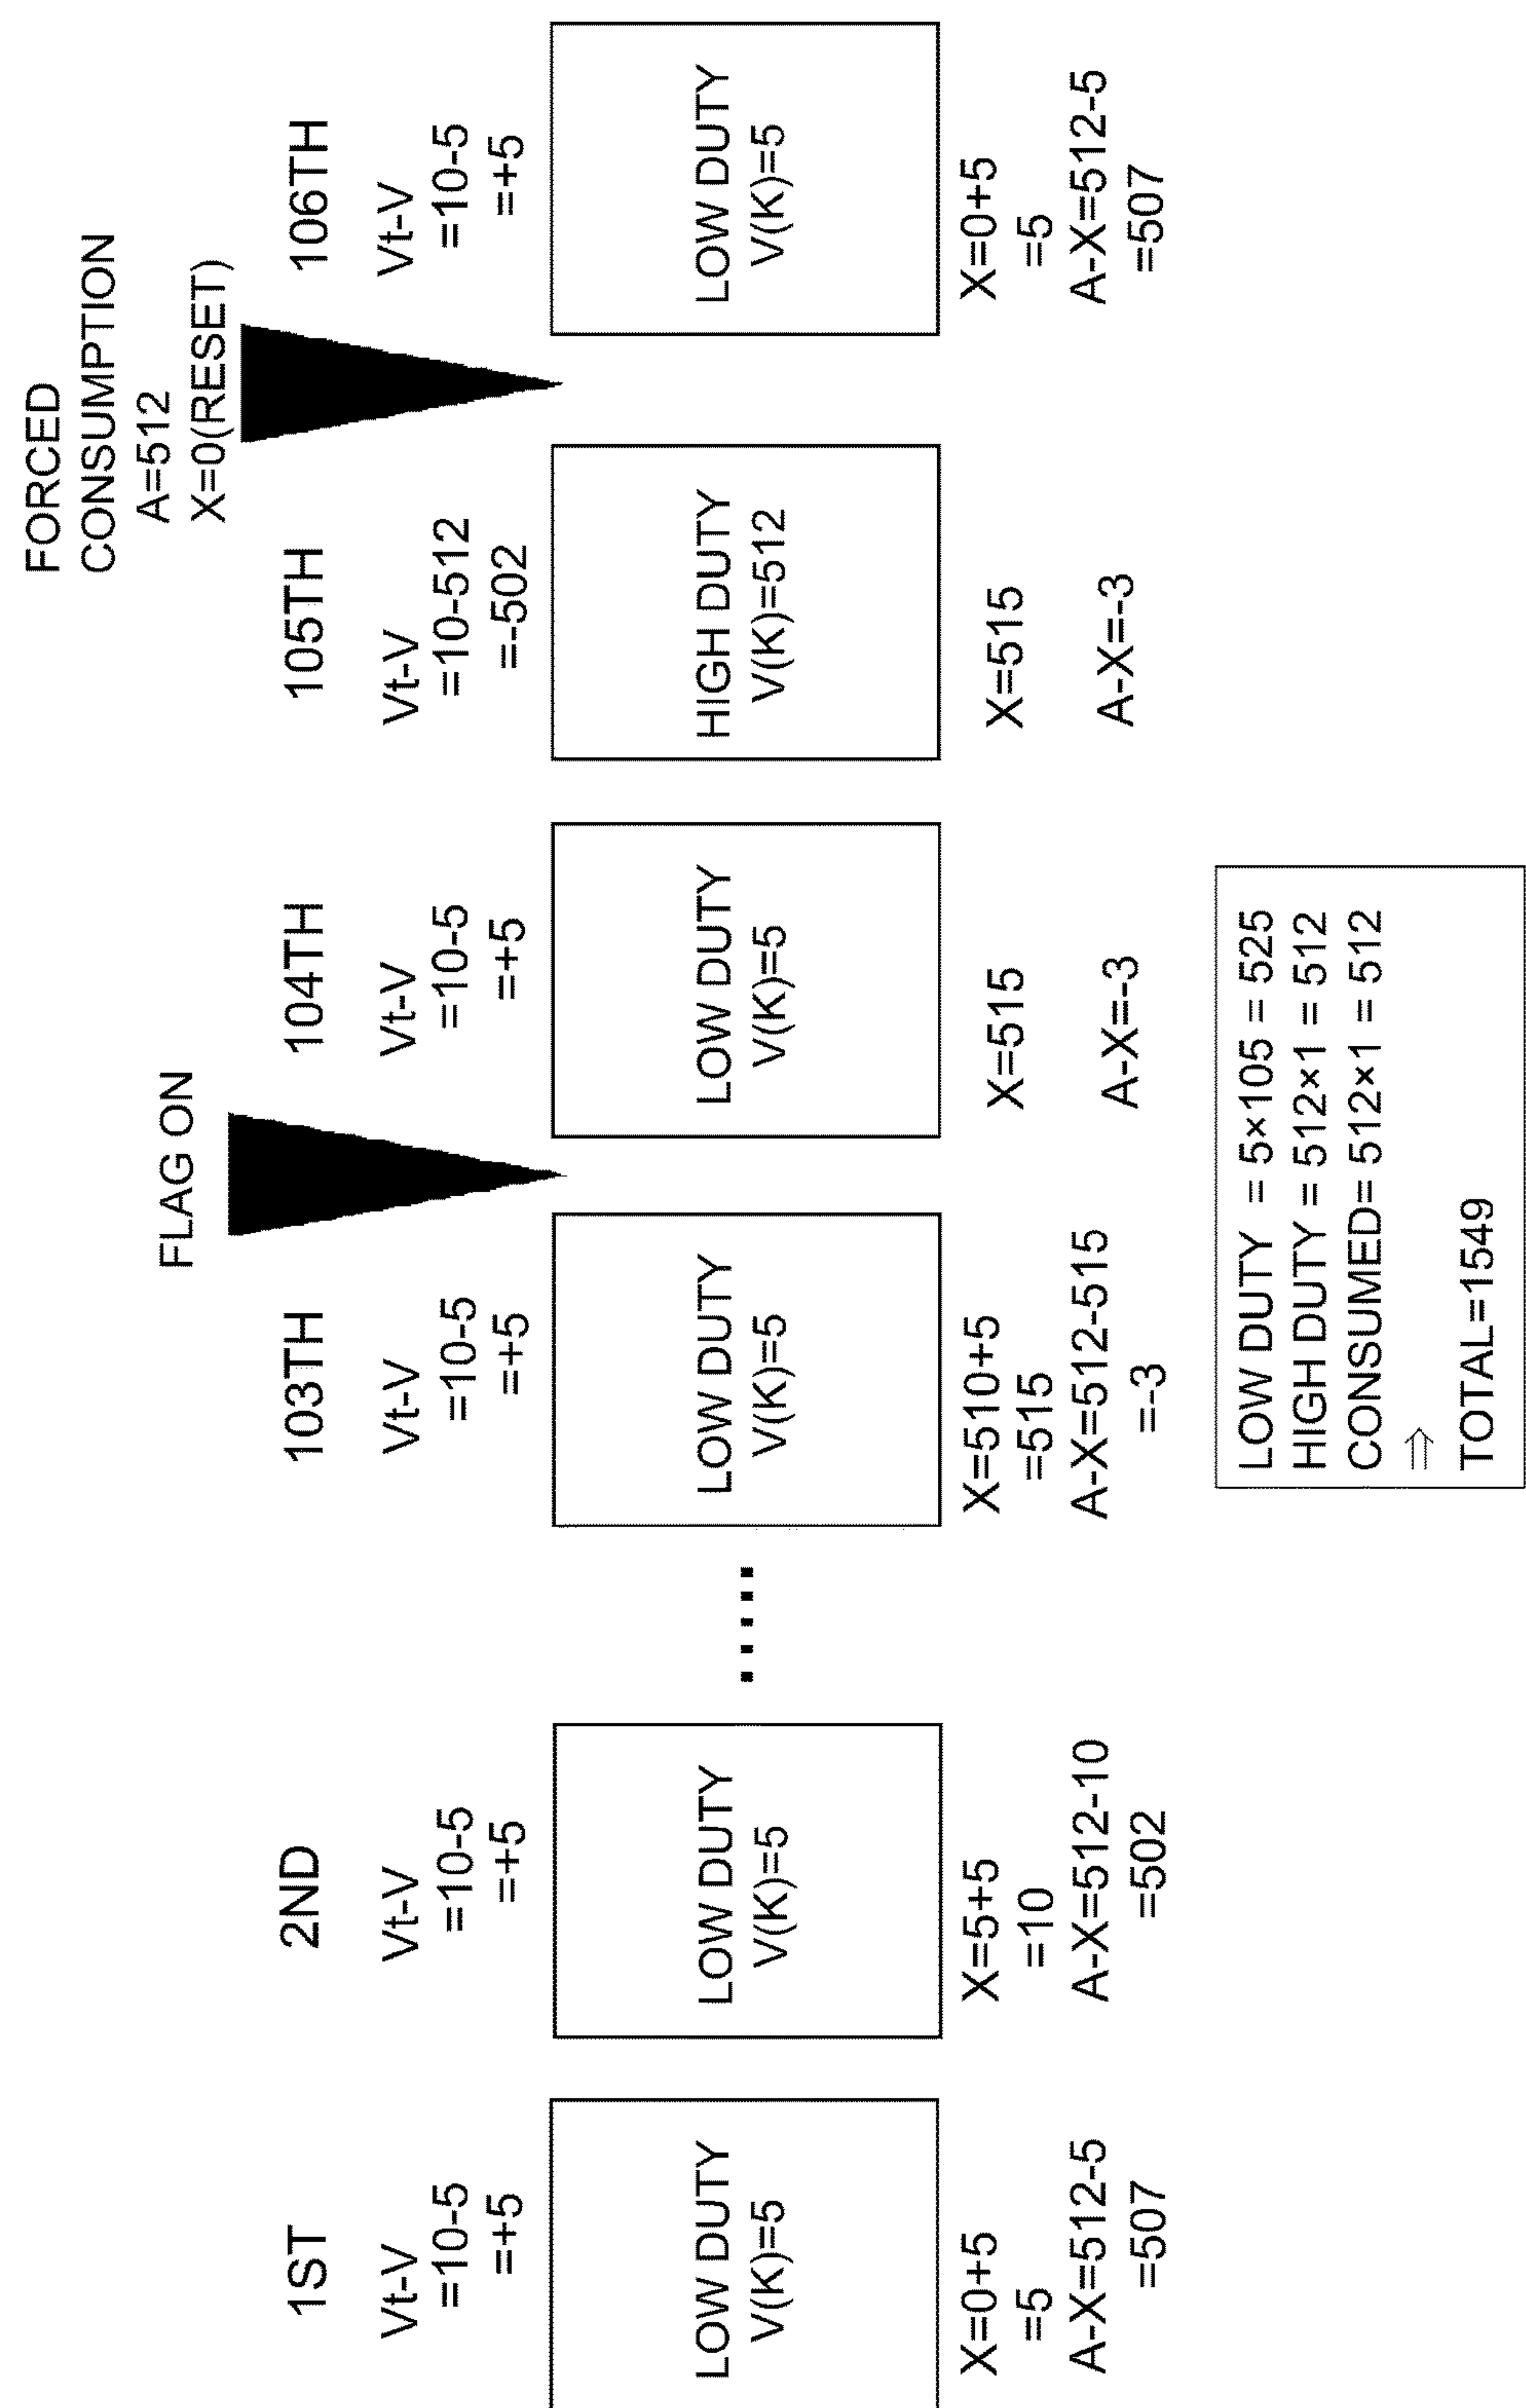 1ST
Vt-V
=10-5
=+5
LOW DUTY
V(K)=5
X=0+5
=5
A-X=512-5
=507
2ND
Vt-V
=10-5
=+5
LOW DUTY
V(K)=5
X=5+5
=10
A-X=512-10
=502
.....
103TH
Vt-V
=10-5
=+5
LOW DUTY
V(K)=5
X=510+5
=515
A-X=512-515
=-3
FLAG ON
104TH
Vt-V
=10-5
=+5
LOW DUTY
V(K)=5
X=515
A-X=-3
105TH
Vt-V
=10-512
=-502
HIGH DUTY
V(K)=512
X=515
A-X=-3
FORCED
CONSUMPTION
A=512
X=0(RESET)
106TH
Vt-V
=10-5
=+5
LOW DUTY
V(K)=5
X=0+5
=5
A-X=512-5
=507
LOW DUTY = 5×105 = 525
HIGH DUTY = 512×1 = 512
CONSUMED= 512×1 = 512
⇒
TOTAL=1549